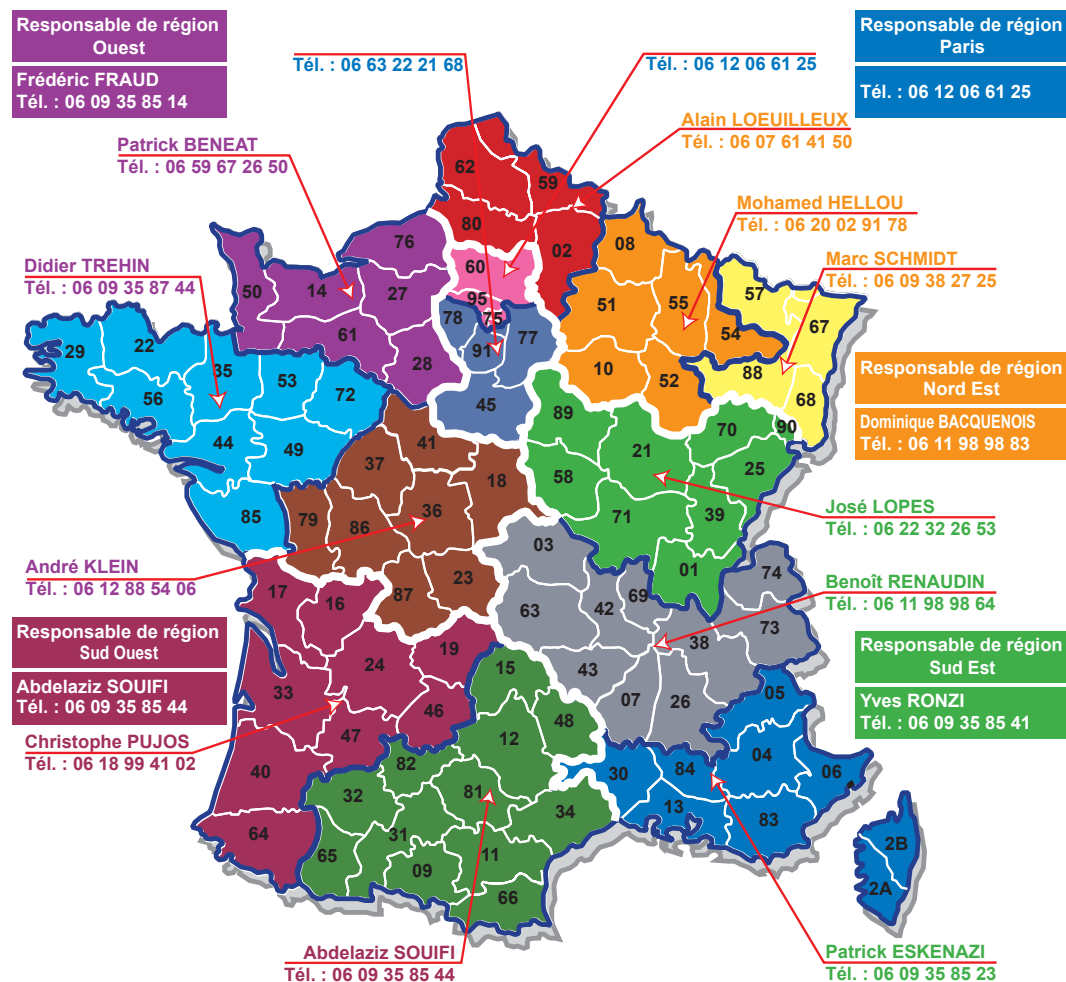 Responsable de région
Ouest
Frédéric FRAUD
Tél. : 06 09 35 85 14
Tél. : 06 63 22 21 68
Tél. : 06 12 06 61 25
Responsable de région
Paris
Tél. : 06 12 06 61 25
Patrick BENEAT
Tél. : 06 59 67 26 50
Alain LOEUILLEUX
Tél. : 06 07 61 41 50
Mohamed HELLOU
Tél. : 06 20 02 91 78
Didier TREHIN
Tél. : 06 09 35 87 44
Marc SCHMIDT
Tél. : 06 09 38 27 25
Responsable de région
Nord Est
Dominique BACQUENOIS
Tél. : 06 11 98 98 83
José LOPES
Tél. : 06 22 32 26 53
André KLEIN
Tél. : 06 12 88 54 06
Benoît RENAUDIN
Tél. : 06 11 98 98 64
Responsable de région
Sud Ouest
Abdelaziz SOUIFI
Tél. : 06 09 35 85 44
Responsable de région
Sud Est
Yves RONZI
Tél. : 06 09 35 85 41
Christophe PUJOS
Tél. : 06 18 99 41 02
Abdelaziz SOUIFI
Tél. : 06 09 35 85 44
Patrick ESKENAZI
Tél. : 06 09 35 85 23
62
59
80
02
76
60
08
50
14
27
95
75
78
77
91
51
55
57
54
67
61
28
29
22
35
53
72
56
10
52
88
68
45
44
49
89
70
90
41
21
25
37
58
18
85
79
86
36
71
39
03
01
74
17
16
87
23
63
42
69
38
73
24
19
15
43
33
05
46
07
26
47
12
48
04
40
82
30
84
06
32
81
34
13
83
64
31
65
09
11
66
2B
2A